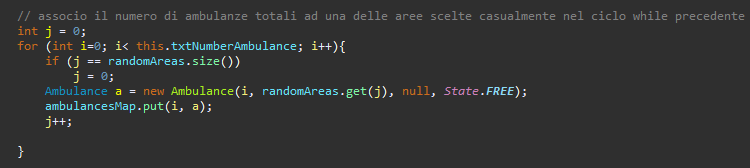 // associo il numero di ambulanze totali ad una delle aree scelte casualmente nel ciclo while precedente
int j = 0;
for (int i=0; i< this.txtNumberAmbulance; i++){
if (j == randomAreas.size())
j = 0;
Ambulance a = new Ambulance(i, randomAreas.get(j), null, State.FREE);
ambulancesMap.put(i, a);
j++;
}